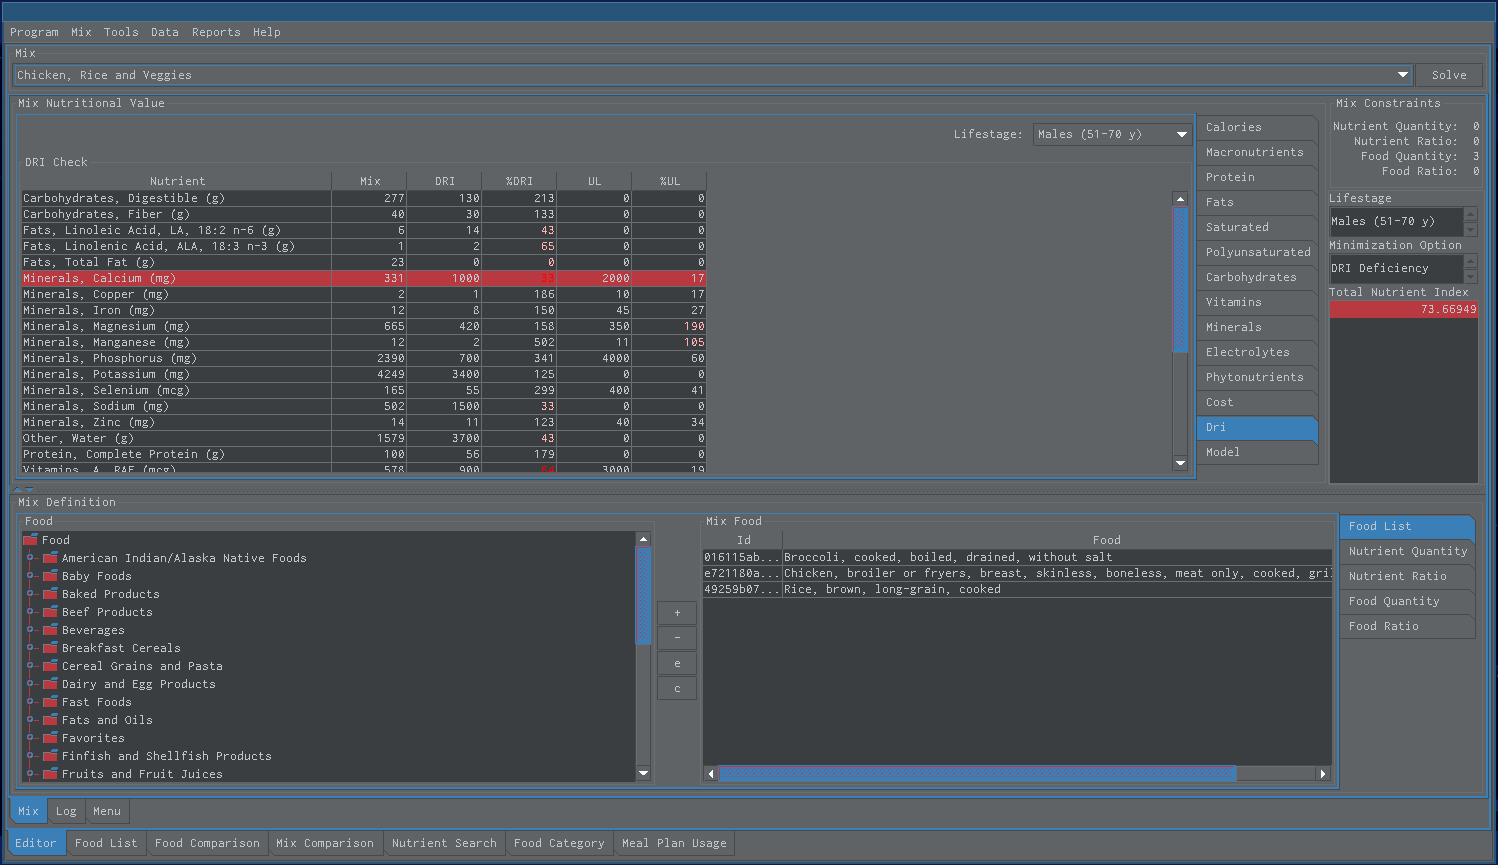 Program Mix Tools Data Reports Help
Mix
Chicken, Rice and Veggies
Solve
Mix Nutritional Value
Lifestage: Males (51-70 y)
DRI Check
Nutrient Mix DRI %DRI UL %UL
Carbohydrates, Digestible (g) 277 130 213 0 0
Carbohydrates, Fiber (g) 40 30 133 0 0
Fats, Linoleic Acid, LA, 18:2 n-6 (g) 6 14 43 0 0
Fats, Linolenic Acid, ALA, 18:3 n-3 (g) 1 2 65 0 0
Fats, Total Fat (g) 23 0 0 0 0
Minerals, Calcium (mg) 331 1000 33 2000 17
Minerals, Copper (mg) 2 1 186 10 17
Minerals, Iron (mg) 12 8 150 45 27
Minerals, Magnesium (mg) 665 420 158 350 190
Minerals, Manganese (mg) 12 2 502 11 105
Minerals, Phosphorus (mg) 2390 700 341 4000 60
Minerals, Potassium (mg) 4249 3400 125 0 0
Minerals, Selenium (mcg) 165 55 299 400 41
Minerals, Sodium (mg) 502 1500 33 0 0
Minerals, Zinc (mg) 14 11 123 40 34
Other, Water (g) 1579 3700 43 0 0
Protein, Complete Protein (g) 100 56 179 0 0
Vitamins, A, RAE (mcg) 578 900 64 3000 19
Calories
Macronutrients
Protein
Fats
Saturated
Polyunsaturated
Carbohydrates
Vitamins
Minerals
Electrolytes
Phytonutrients
Cost
Dri
Model
Mix Constraints
Nutrient Quantity: 0
Nutrient Ratio: 0
Food Quantity: 3
Food Ratio: 0
Lifestage
Males (51-70 y)
Minimization Option
DRI Deficiency
Total Nutrient Index
73.66949
Mix Definition
Food
Food
American Indian/Alaska Native Foods
Baby Foods
Baked Products
Beef Products
Beverages
Breakfast Cereals
Cereal Grains and Pasta
Dairy and Egg Products
Fast Foods
Fats and Oils
Favorites
Finfish and Shellfish Products
Fruits and Fruit Juices
+
-
e
c
Mix Food
Id Food
016115ab... Broccoli, cooked, boiled, drained, without salt
e721180a... Chicken, broiler or fryers, breast, skinless, boneless, meat only, cooked, gril
49259b07... Rice, brown, long-grain, cooked
Food List
Nutrient Quantity
Nutrient Ratio
Food Quantity
Food Ratio
Mix Log Menu
Editor Food List Food Comparison Mix Comparison Nutrient Search Food Category Meal Plan Usage